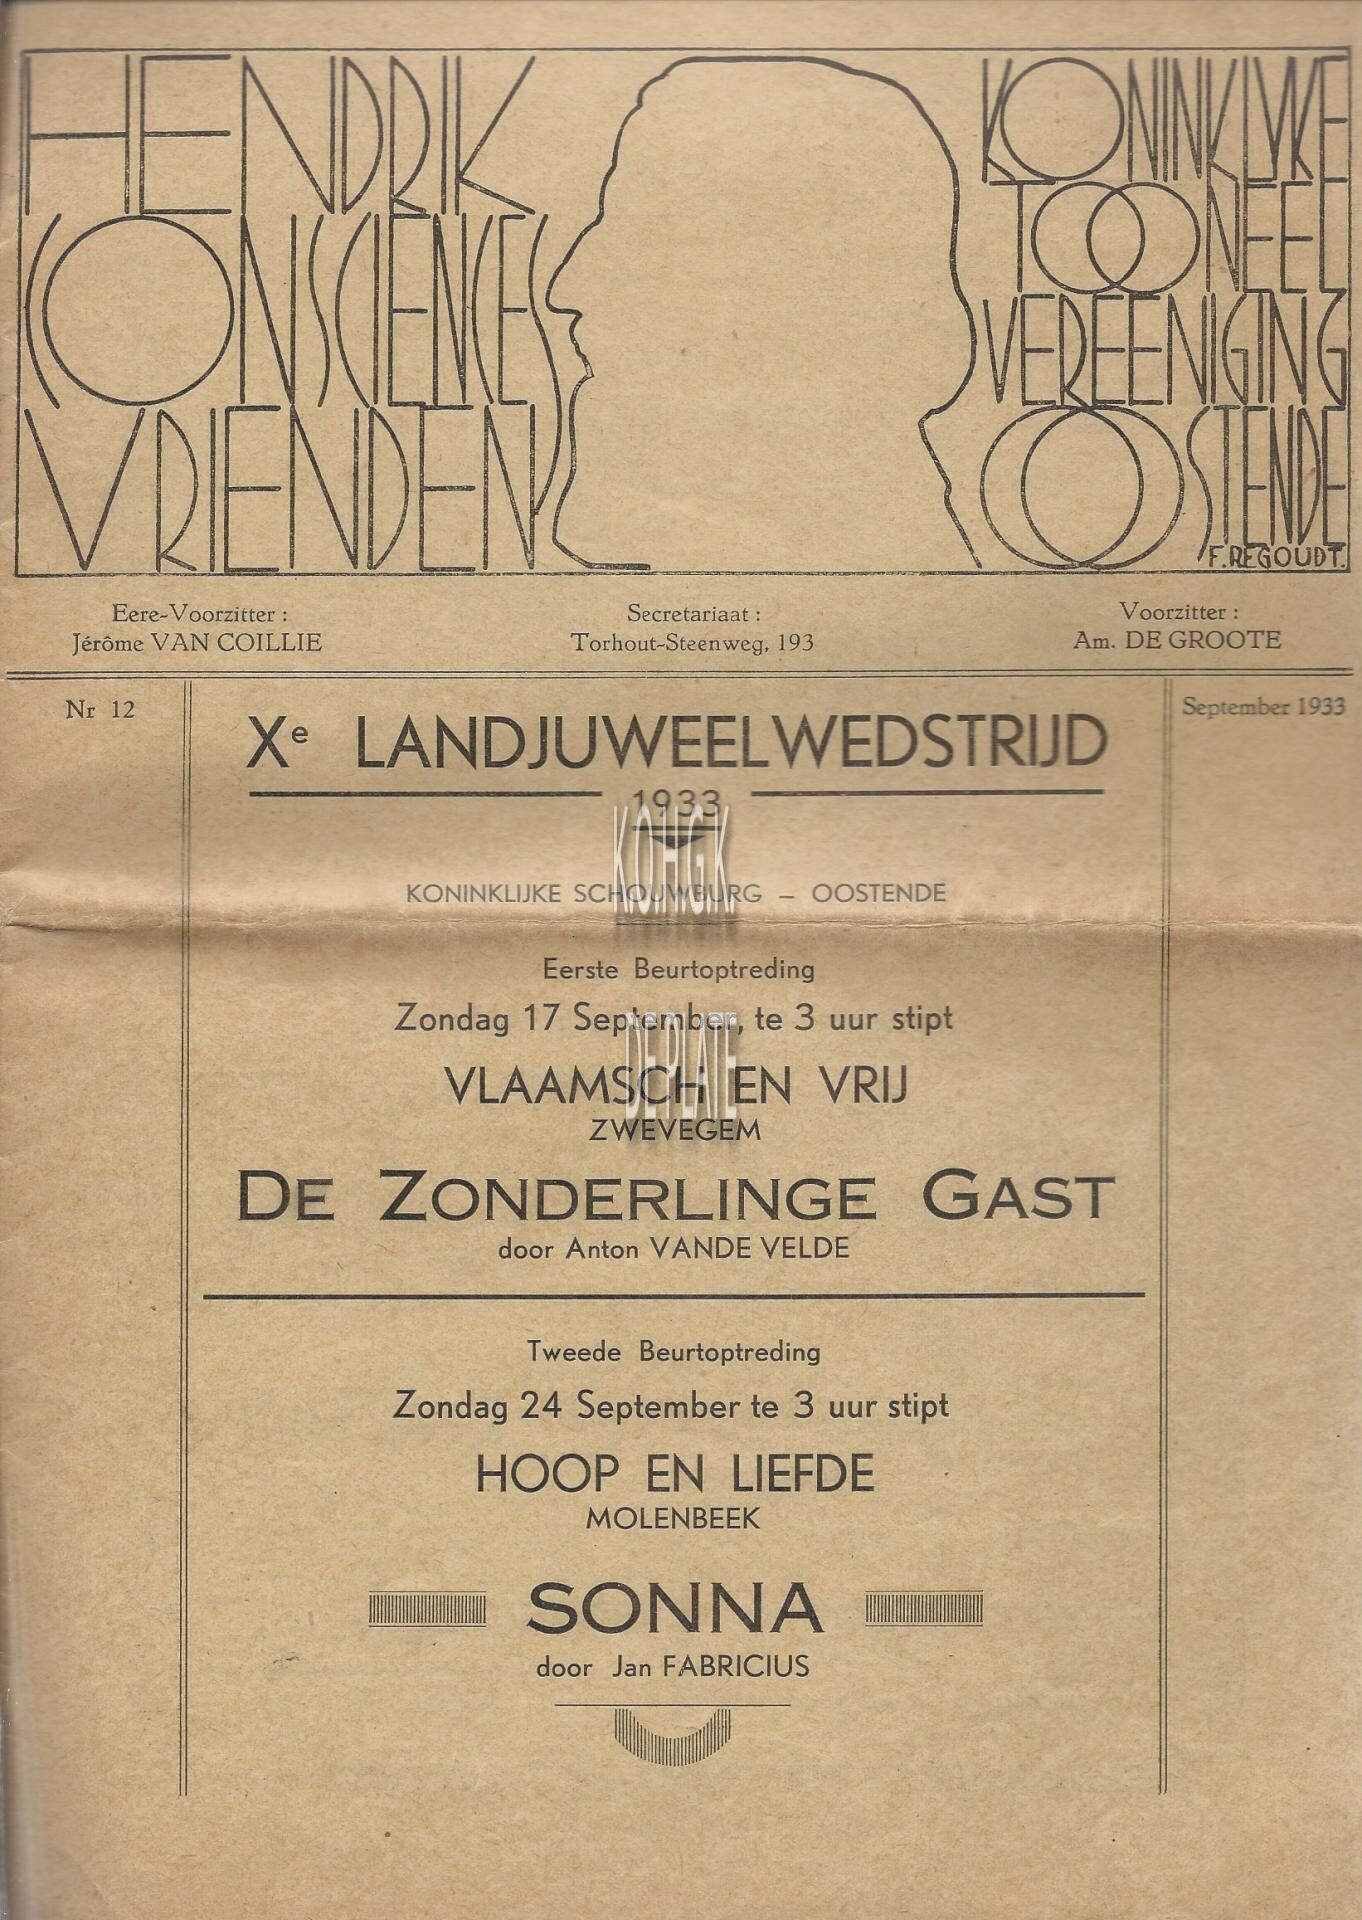 HENDRIK
CONSCIENCES
VRIENDEN
KONINKLYKE
TOONEEL
VEREENIGING
OOSTENDE
F. REGOUDT.
Eere-Voorzitter :
Jérôme VAN COILLIE
Secretariaat :
Torhout-Steenweg, 193
Voorzitter :
Am. DE GROOTE
Nr 12
September 1933
Xe LANDJUWEELWEDSTRIJD
1933
KONINKLIJKE SCHOUWBURG – OOSTENDE
K.O.H.G.K.
Eerste Beurtoptreding
Zondag 17 September, te 3 uur stipt
VLAAMSCH EN VRIJ
DE PLATE
ZWEVEGEM
DE ZONDERLINGE GAST
door Anton VANDE VELDE
Tweede Beurtoptreding
Zondag 24 September te 3 uur stipt
HOOP EN LIEFDE
MOLENBEEK
SONNA
door Jan FABRICIUS